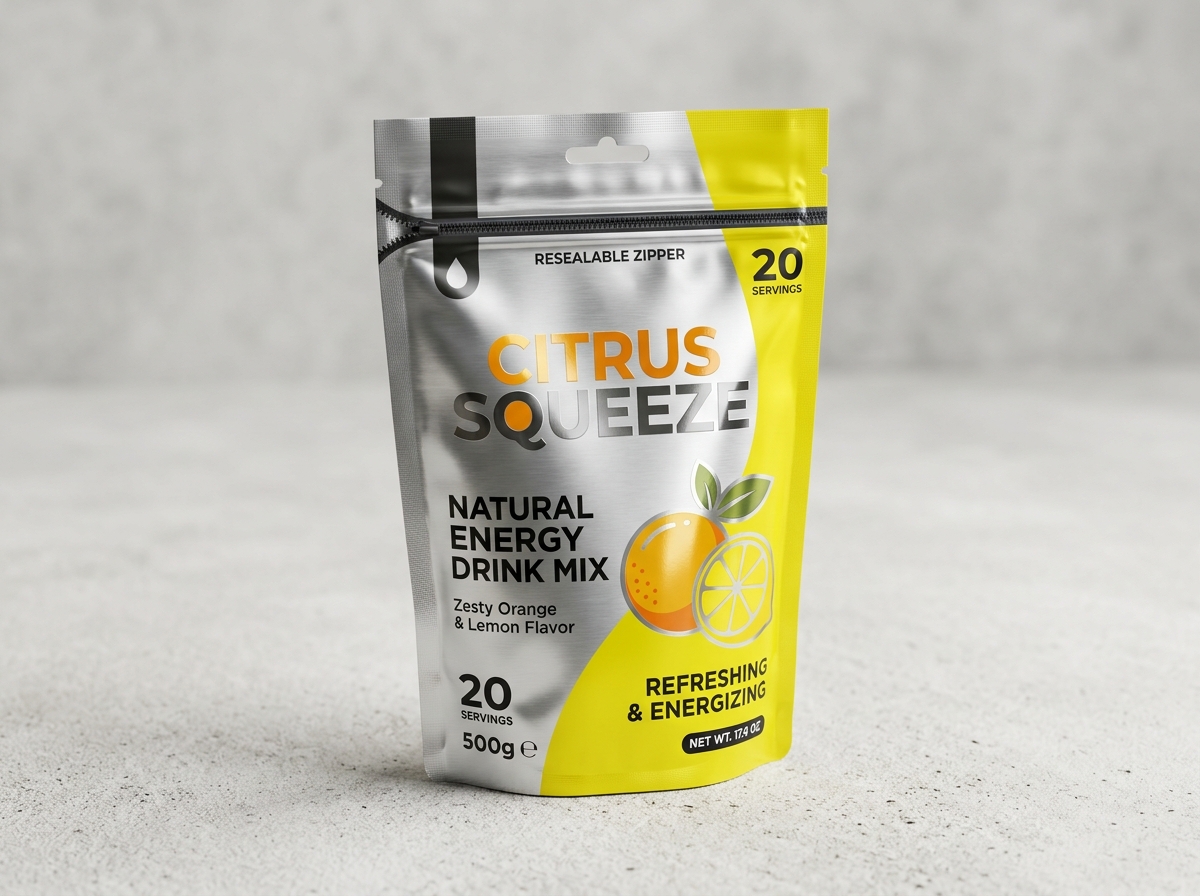 RESEALABLE ZIPPER
20
SERVINGS
CITRUS
SQUEEZE
NATURAL
ENERGY
DRINK MIX
Zesty Orange
& Lemon Flavor
20
SERVINGS
500g ℮
REFRESHING
& ENERGIZING
NET WT. 17.9 OZ